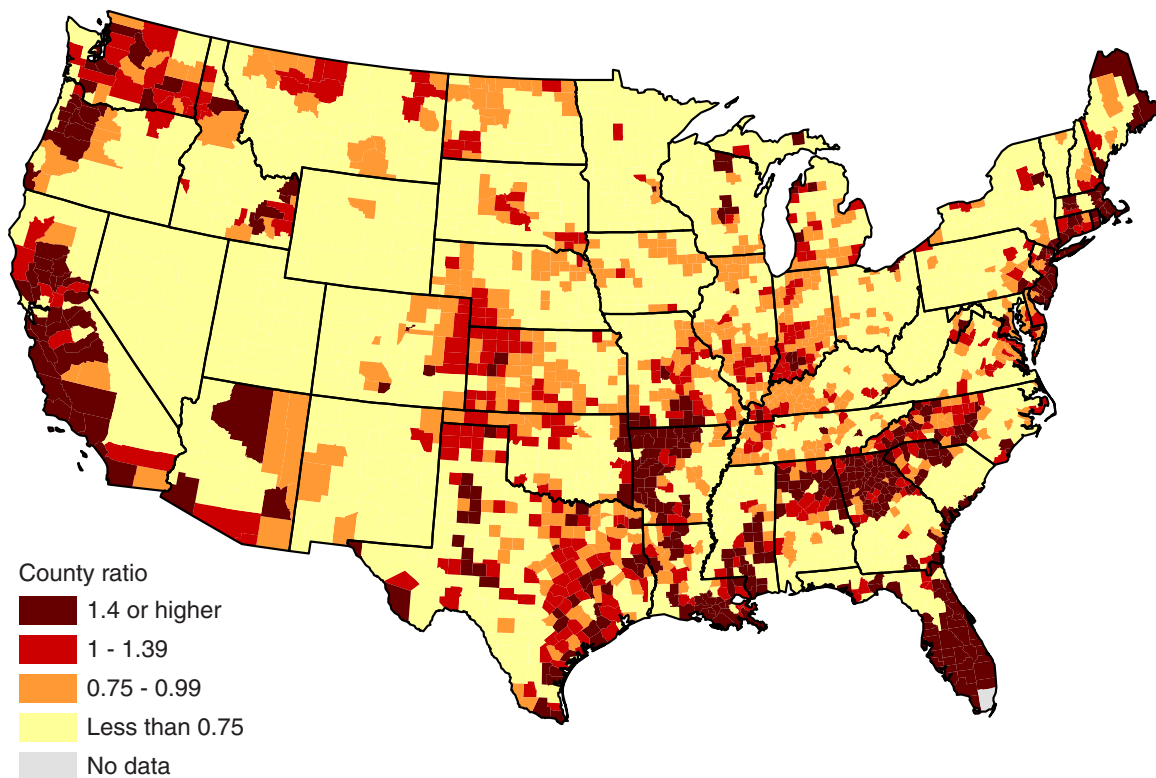 County ratio
1.4 or higher
1 - 1.39
0.75 - 0.99
Less than 0.75
No data